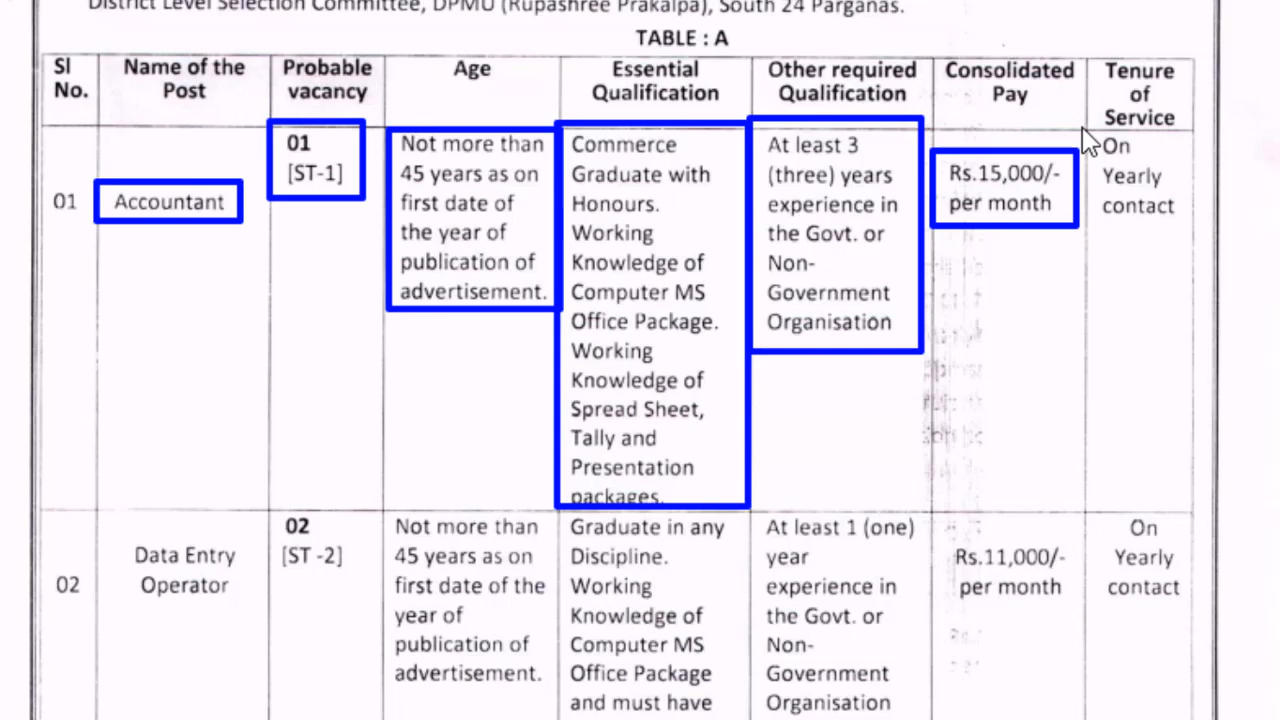 District Level Selection Committee, DPMU (Rupashree Prakalpa), South 24 Parganas.
TABLE : A
Sl No.
Name of the Post
Probable vacancy
Age
Essential Qualification
Other required Qualification
Consolidated Pay
Tenure of Service
01
Accountant
01
[ST-1]
Not more than
45 years as on
first date of
the year of
publication of
advertisement.
Commerce
Graduate with
Honours.
Working
Knowledge of
Computer MS
Office Package.
Working
Knowledge of
Spread Sheet,
Tally and
Presentation
packages.
At least 3
(three) years
experience in
the Govt. or
Non-
Government
Organisation
Rs.15,000/-
per month
On
Yearly
contact
02
Data Entry
Operator
02
[ST -2]
Not more than
45 years as on
first date of the
year of
publication of
advertisement.
Graduate in any
Discipline.
Working
Knowledge of
Computer MS
Office Package
and must have
At least 1 (one)
year
experience in
the Govt. or
Non-
Government
Organisation
Rs.11,000/-
per month
On
Yearly
contact